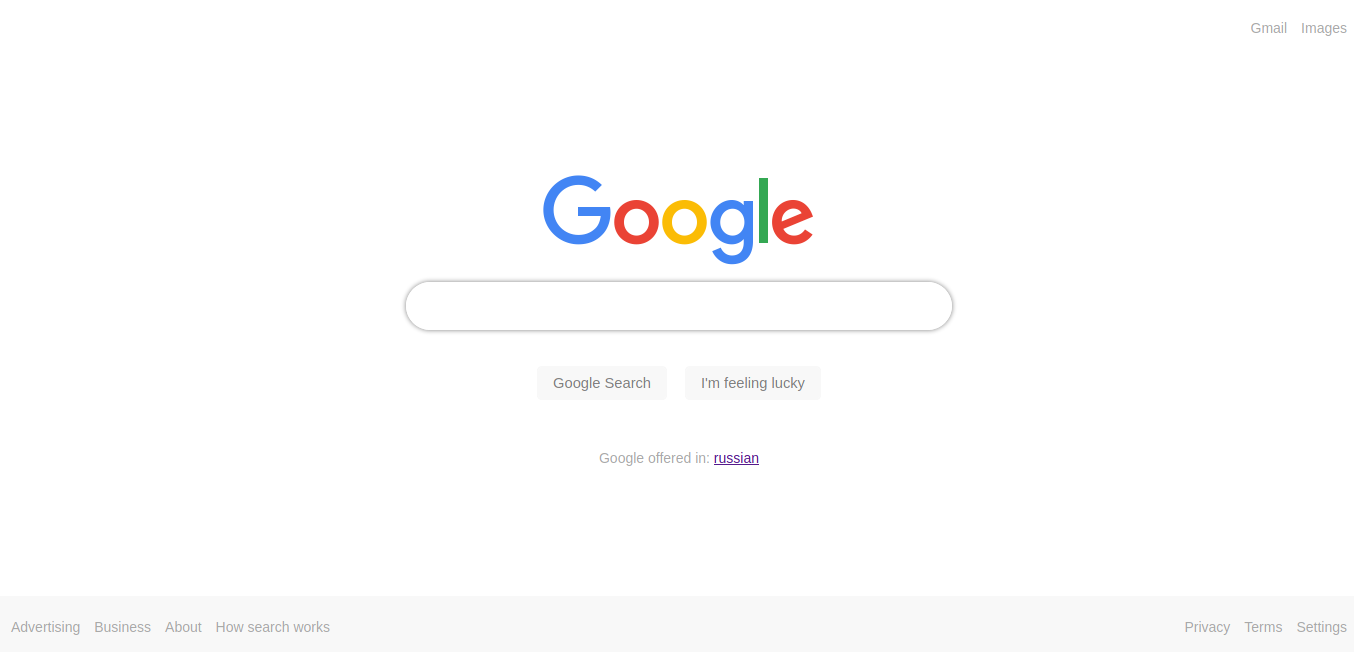 Gmail Images
Google
Google Search I'm feeling lucky
Google offered in: russian
Advertising Business About How search works Privacy Terms Settings